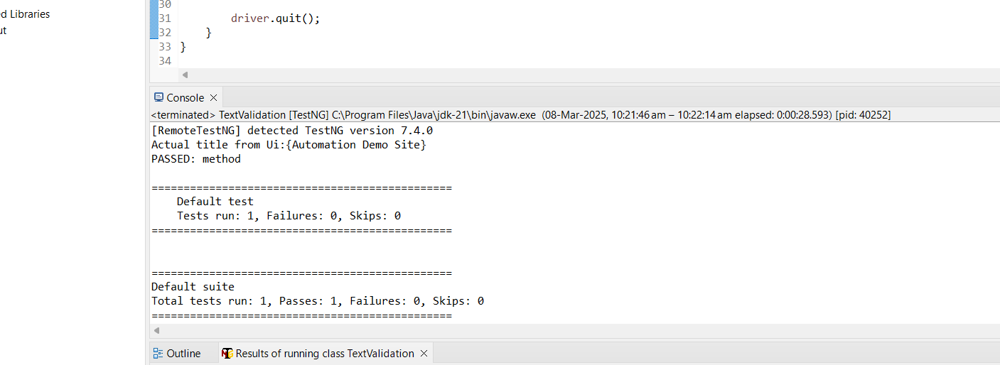 d Libraries
ut
30
31 driver.quit();
32 }
33 }
34
Console
<terminated> TextValidation [TestNG] C:\Program Files\Java\jdk-21\bin\javaw.exe (08-Mar-2025, 10:21:46 am – 10:22:14 am elapsed: 0:00:28.593) [pid: 40252]
[RemoteTestNG] detected TestNG version 7.4.0
Actual title from Ui:{Automation Demo Site}
PASSED: method
===============================================
Default test
Tests run: 1, Failures: 0, Skips: 0
===============================================
===============================================
Default suite
Total tests run: 1, Passes: 1, Failures: 0, Skips: 0
===============================================
Outline
Results of running class TextValidation